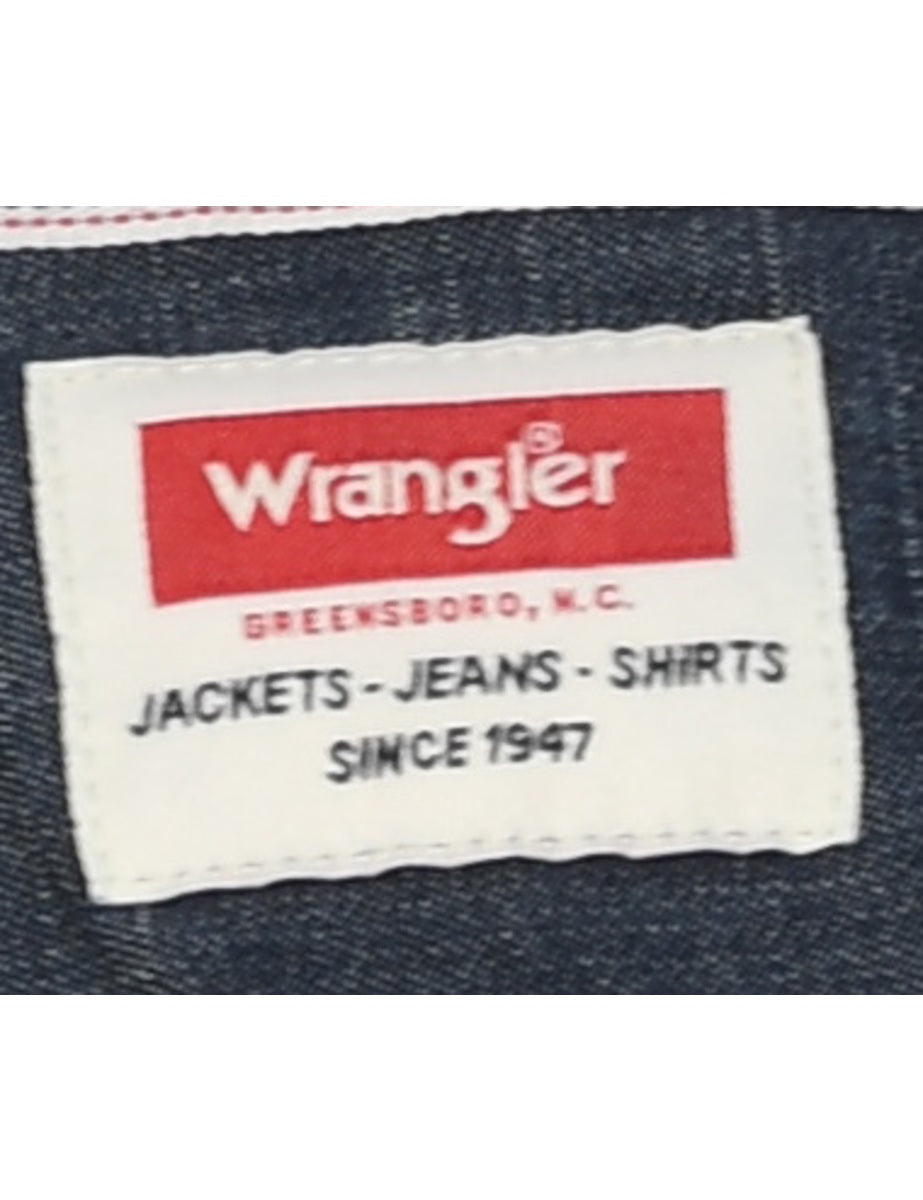 Wrangler®
GREENSBORO, N.C.
JACKETS - JEANS - SHIRTS
SINCE 1947